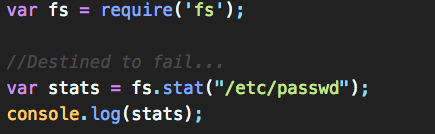 var fs = require('fs');
//Destined to fail...
var stats = fs.stat("/etc/passwd");
console.log(stats);